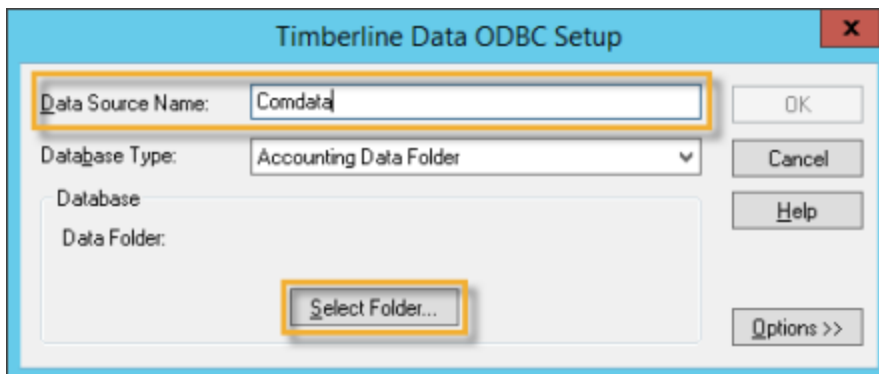 Timberline Data ODBC Setup
x
Data Source Name: Comdata OK
Database Type: Accounting Data Folder Cancel
Database Help
Data Folder:
Select Folder...
Options >>